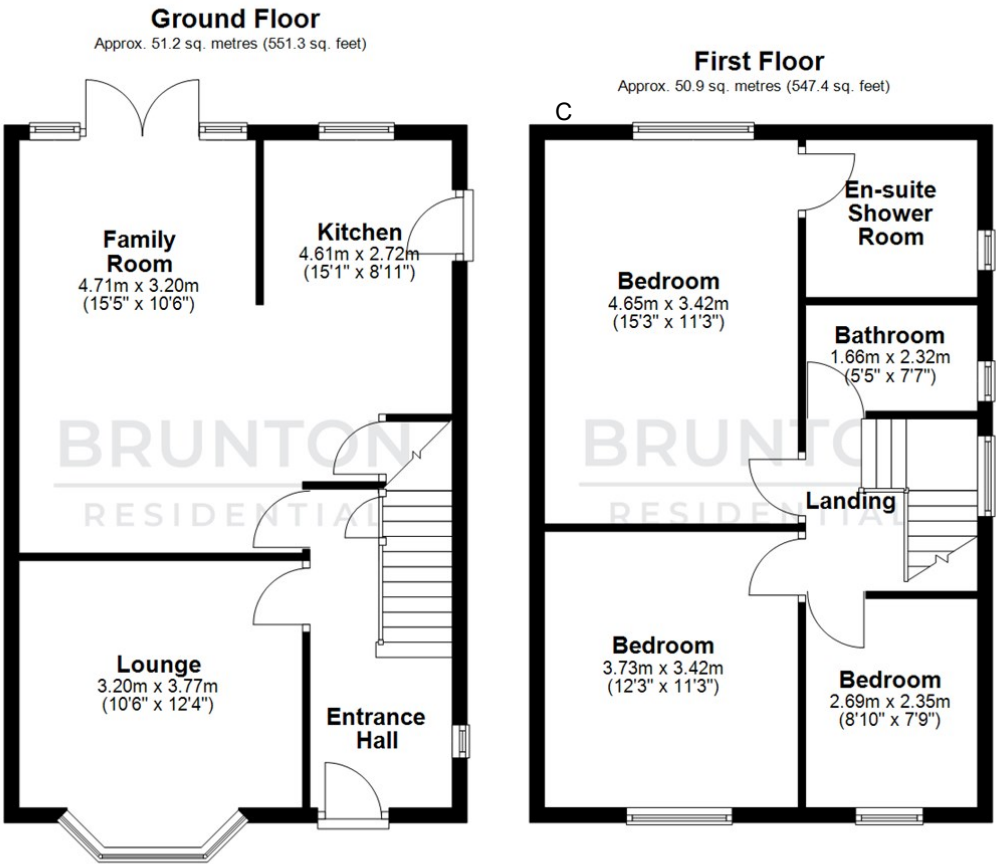 Ground Floor
Approx. 51.2 sq. metres (551.3 sq. feet)
Family
Room
4.71m x 3.20m
(15'5" x 10'6")
Kitchen
4.61m x 2.72m
(15'1" x 8'11")
BRUNTON
RESIDENTIAL
Lounge
3.20m x 3.77m
(10'6" x 12'4")
Entrance
Hall
First Floor
Approx. 50.9 sq. metres (547.4 sq. feet)
C
En-suite
Shower
Room
Bedroom
4.65m x 3.42m
(15'3" x 11'3")
Bathroom
1.66m x 2.32m
(5'5" x 7'7")
BRUNTO
RESIDENTIAL
Landing
Bedroom
3.73m x 3.42m
(12'3" x 11'3")
Bedroom
2.69m x 2.35m
(8'10" x 7'9")